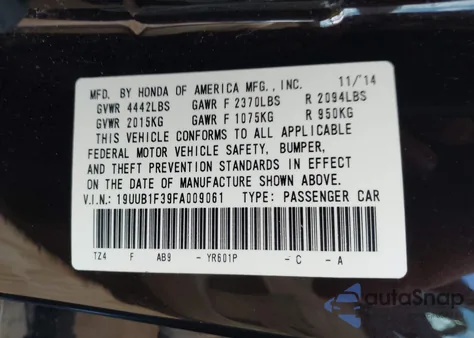 MFD. BY HONDA OF AMERICA MFG., INC. 11/'14
GVWR 4442LBS GAWR F 2370LBS R 2094LBS
GVWR 2015KG GAWR F 1075KG R 950KG
THIS VEHICLE CONFORMS TO ALL APPLICABLE
FEDERAL MOTOR VEHICLE SAFETY, BUMPER,
AND THEFT PREVENTION STANDARDS IN EFFECT
ON THE DATE OF MANUFACTURE SHOWN ABOVE.
V.I.N.: 19UUB1F39FA009061 TYPE: PASSENGER CAR
TZ4 F AB9 -YR601P -C -A
autaSnap